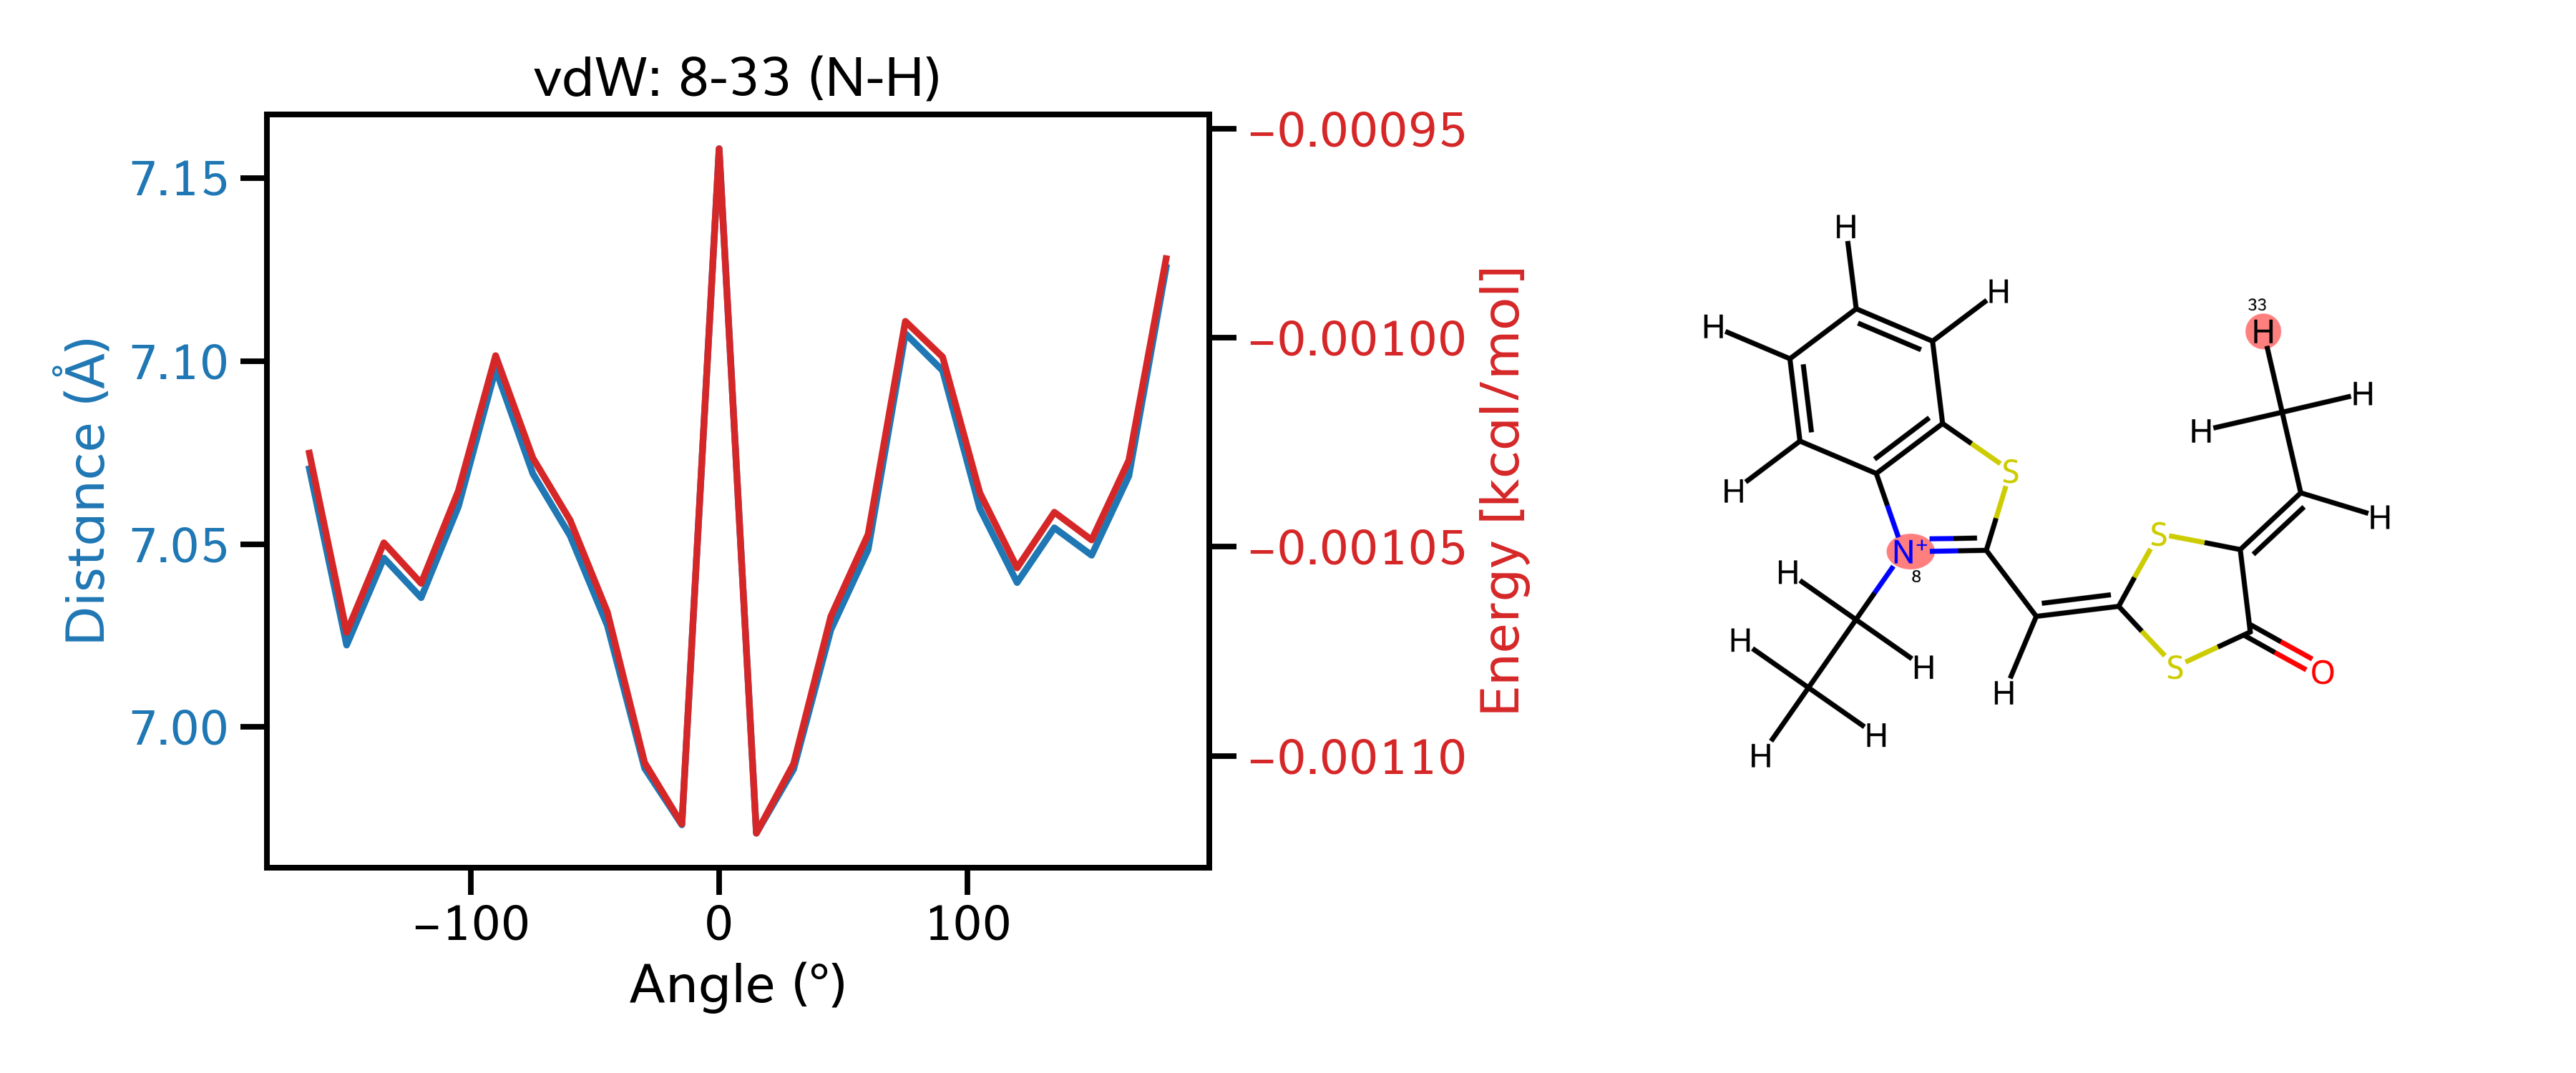 vdW: 8-33 (N-H)
7.15
7.10
7.05
7.00
Distance (Å)
−0.00095
−0.00100
−0.00105
−0.00110
Energy [kcal/mol]
−100 0 100
Angle (°)
H
H
H
33
H
H
H
H
S
H
H
S
N+
8
H
H
H
H
S
O
H
H